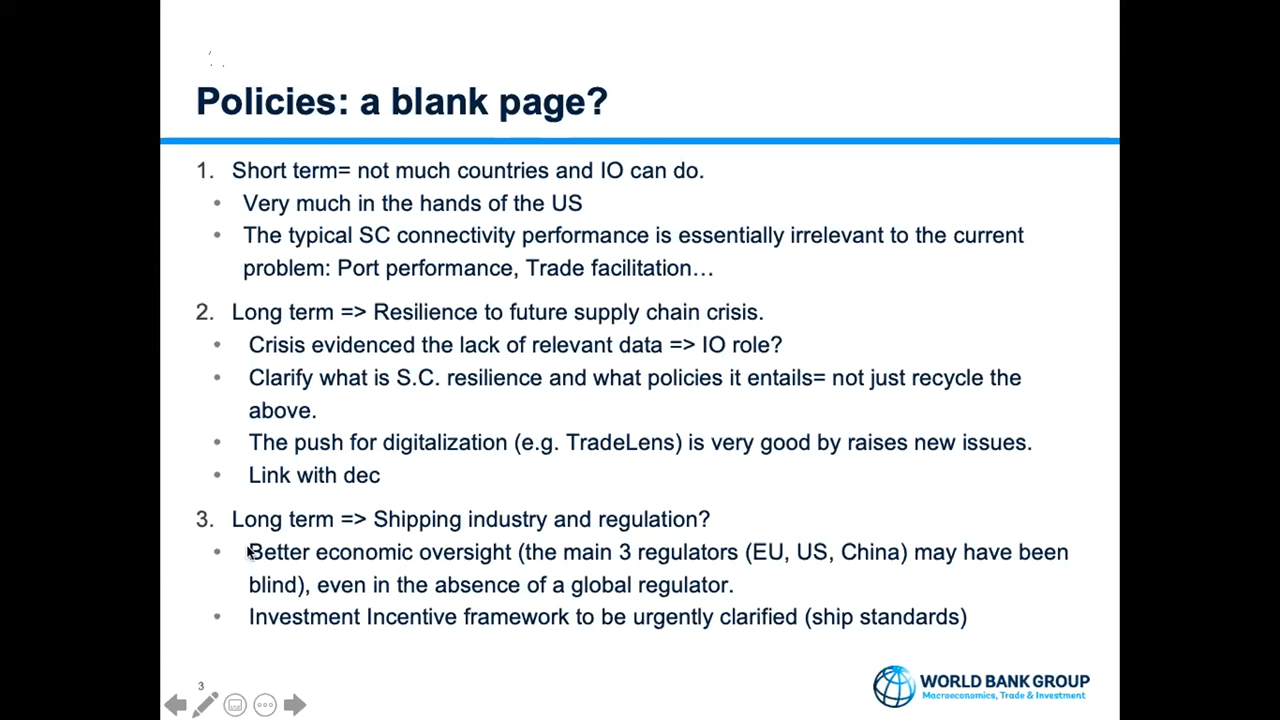 Policies: a blank page?
1. Short term= not much countries and IO can do.
• Very much in the hands of the US
• The typical SC connectivity performance is essentially irrelevant to the current
problem: Port performance, Trade facilitation…
2. Long term => Resilience to future supply chain crisis.
• Crisis evidenced the lack of relevant data => IO role?
• Clarify what is S.C. resilience and what policies it entails= not just recycle the
above.
• The push for digitalization (e.g. TradeLens) is very good by raises new issues.
• Link with dec
3. Long term => Shipping industry and regulation?
• Better economic oversight (the main 3 regulators (EU, US, China) may have been
blind), even in the absence of a global regulator.
• Investment Incentive framework to be urgently clarified (ship standards)
3
WORLD BANK GROUP
Macroeconomics, Trade & Investment